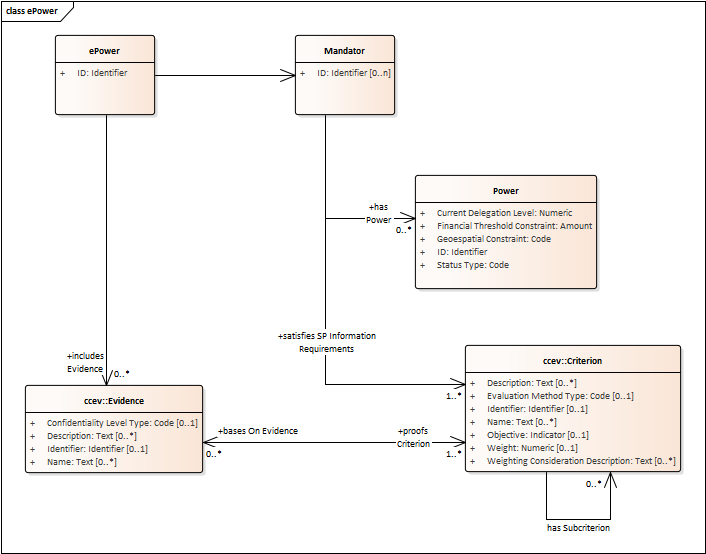 class ePower
ePower
+ ID: Identifier
Mandator
+ ID: Identifier [0..n]
Power
+ Current Delegation Level: Numeric
+ Financial Threshold Constraint: Amount
+ Geospatial Constraint: Code
+ ID: Identifier
+ Status Type: Code
+has
Power
0..*
+satisfies SP Information
Requirements
1..*
+includes
Evidence
0..*
ccev::Evidence
+ Confidentiality Level Type: Code [0..1]
+ Description: Text [0..*]
+ Identifier: Identifier [0..1]
+ Name: Text [0..*]
ccev::Criterion
+ Description: Text [0..*]
+ Evaluation Method Type: Code [0..1]
+ Identifier: Identifier [0..1]
+ Name: Text [0..*]
+ Objective: Indicator [0..1]
+ Weight: Numeric [0..1]
+ Weighting Consideration Description: Text [0..*]
+bases On Evidence
0..*
+proofs
Criterion
1..*
0..*
has Subcriterion